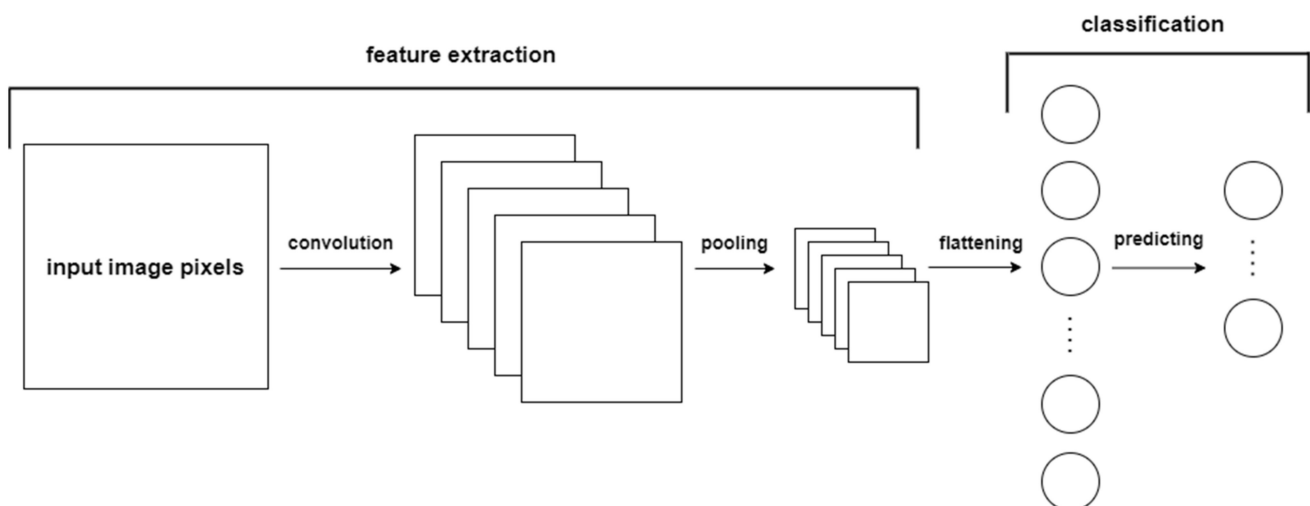 classification
feature extraction
convolution
pooling
flattening
predicting
input image pixels